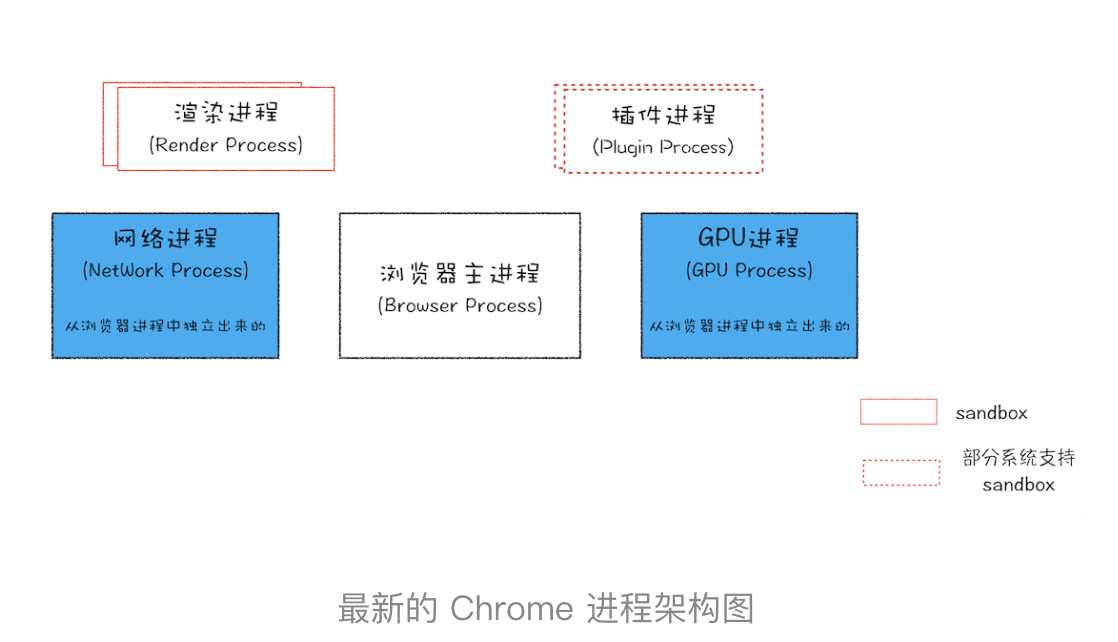 渲染进程
(Render Process)
插件进程
(Plugin Process)
网络进程
(NetWork Process)
从浏览器进程中独立出来的
浏览器主进程
(Browser Process)
GPU进程
(GPU Process)
从浏览器进程中独立出来的
sandbox
部分系统支持
sandbox
最新的 Chrome 进程架构图